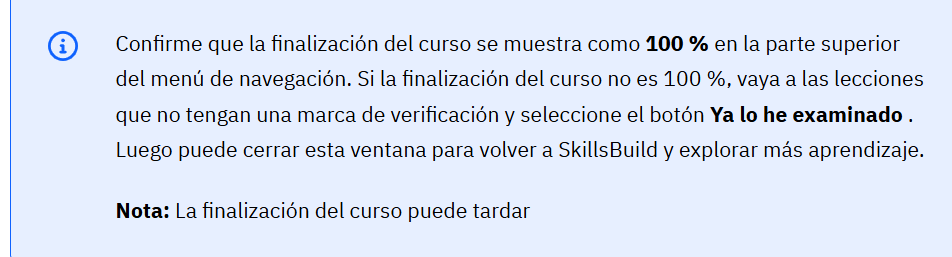 Confirme que la finalización del curso se muestra como 100 % en la parte superior
del menú de navegación. Si la finalización del curso no es 100 %, vaya a las lecciones
que no tengan una marca de verificación y seleccione el botón Ya lo he examinado .
Luego puede cerrar esta ventana para volver a SkillsBuild y explorar más aprendizaje.
Nota: La finalización del curso puede tardar